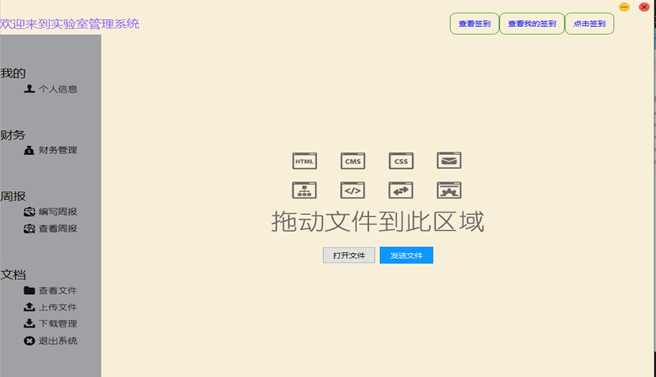 欢迎来到实验室管理系统
查看签到 查看我的签到 点击签到
我的
个人信息
财务
财务管理
周报
编写周报
查看周报
文档
查看文件
上传文件
下载管理
退出系统
HTML CMS CSS
</>
拖动文件到此区域
打开文件 发送文件